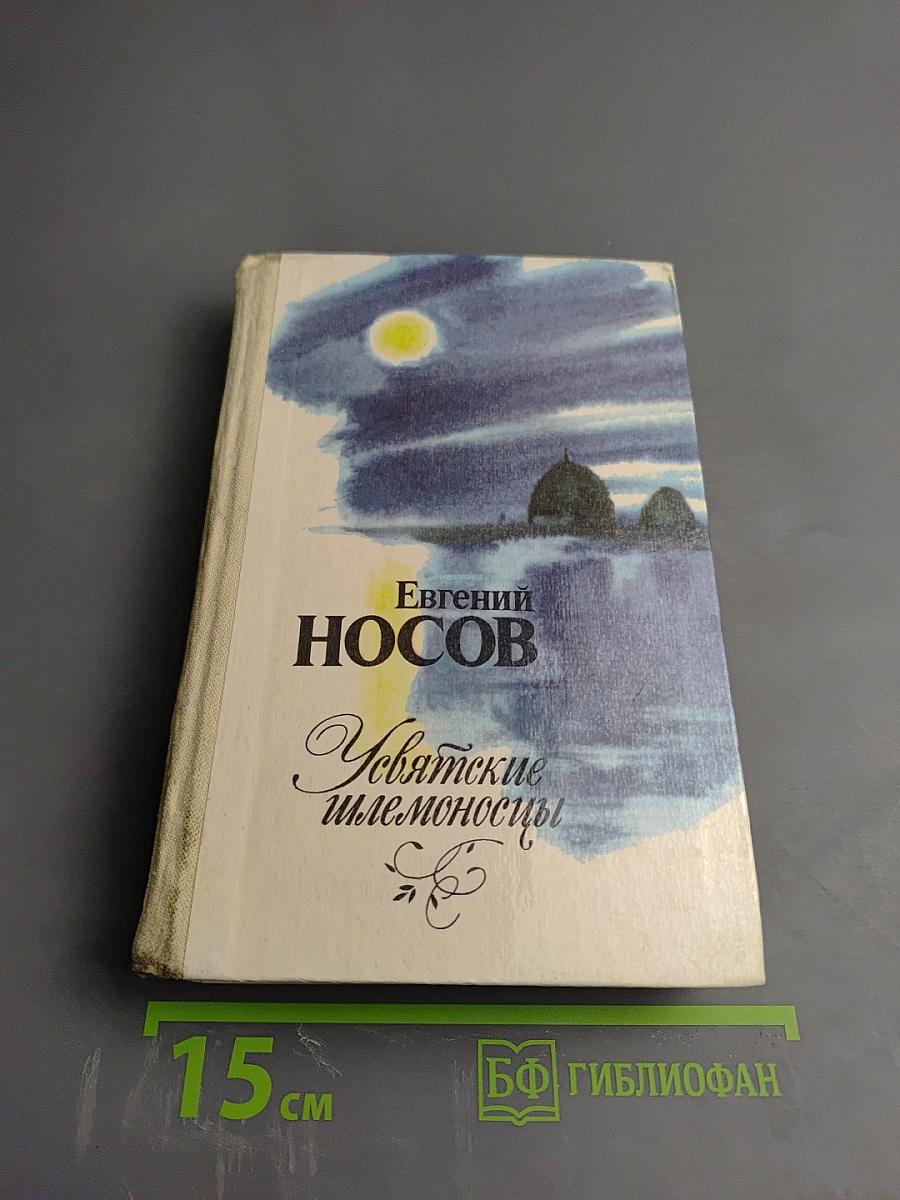 Евгений
НОСОВ
Усвятские
шлемоносцы
15 см
БФ ГИБЛИОФАН